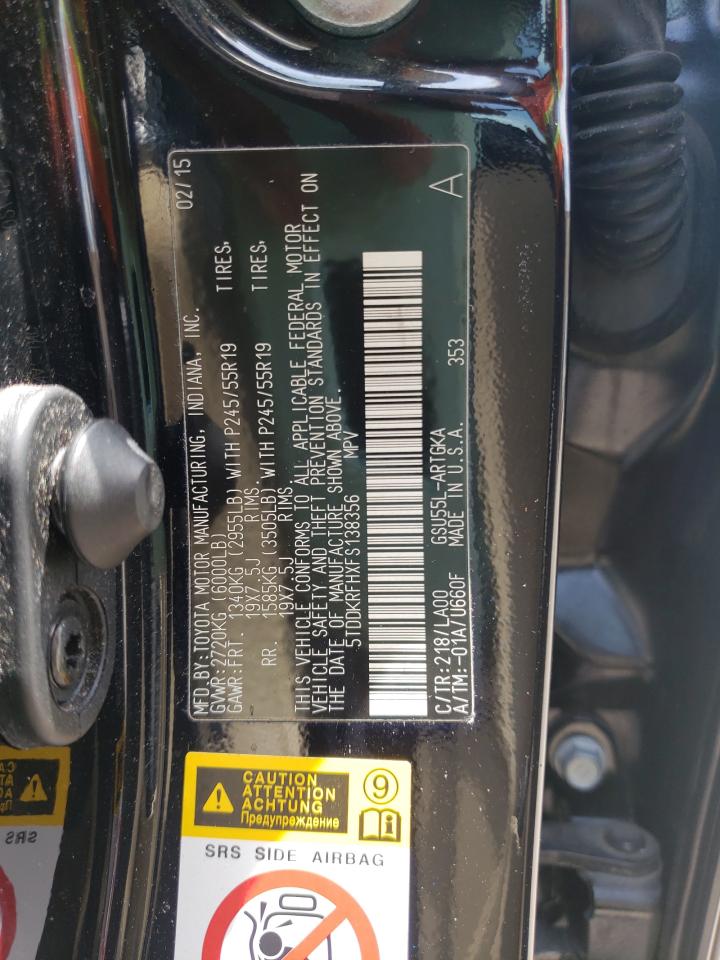 MFD.BY:TOYOTA MOTOR MANUFACTURING, INDIANA, INC. 02/15
GVWR:2720KG (6000LB)
GAWR:FRT. 1340KG (2955LB) WITH P245/55R19 TIRES,
19X7.5J RIMS.
RR. 1585KG (3505LB) WITH P245/55R19 TIRES,
19X7.5J RIMS.
THIS VEHICLE CONFORMS TO ALL APPLICABLE FEDERAL MOTOR
VEHICLE SAFETY AND THEFT PREVENTION STANDARDS IN EFFECT ON
THE DATE OF MANUFACTURE SHOWN ABOVE.
5TDDKRFHXFS138356 MPV
C/TR:218/LA00 GSU55L-ARTGKA A
A/TM:-01A/U660F MADE IN U.S.A. 353
CAUTION
ATTENTION
ACHTUNG
Предупреждение
9
i
SRS SIDE AIRBAG
SRS